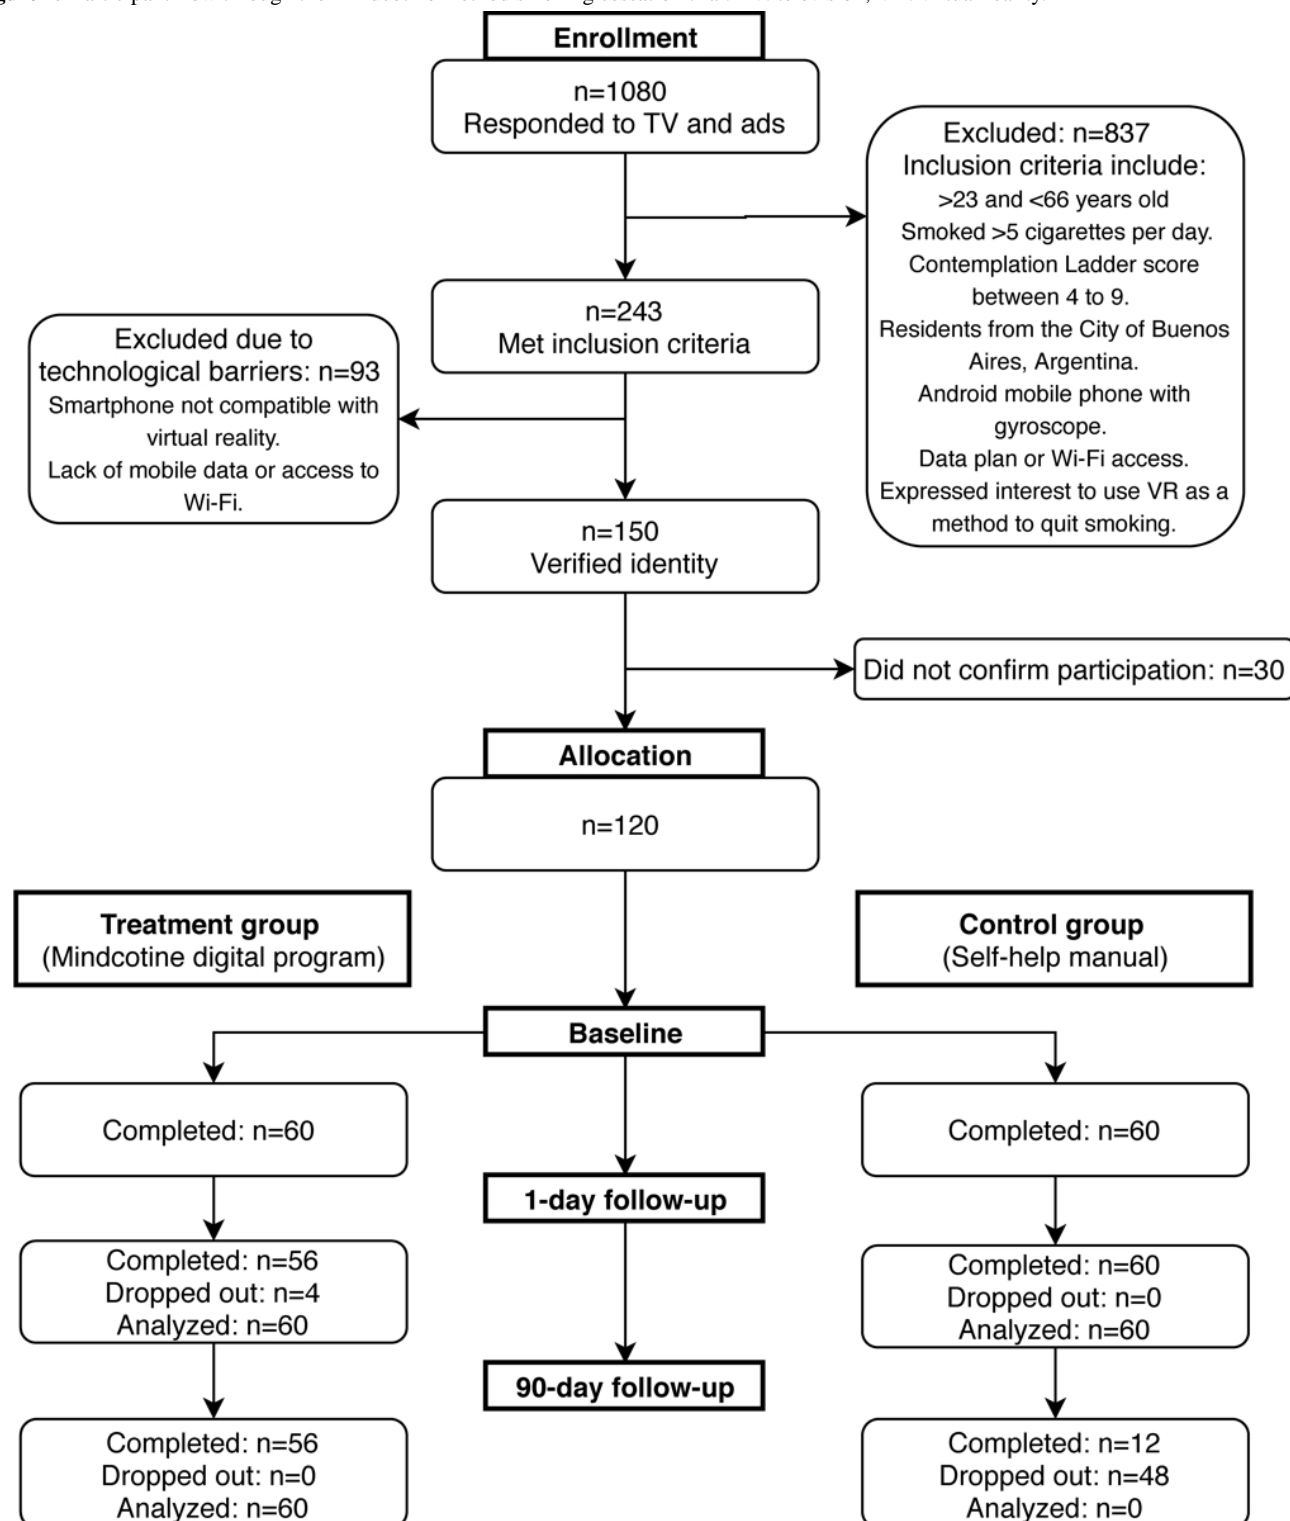 Enrollment
n=1080
Responded to TV and ads
Excluded: n=837
Inclusion criteria include:
>23 and <66 years old
Smoked >5 cigarettes per day.
Contemplation Ladder score
between 4 to 9.
Residents from the City of Buenos
Aires, Argentina.
Android mobile phone with
gyroscope.
Data plan or Wi-Fi access.
Expressed interest to use VR as a
method to quit smoking.
n=243
Met inclusion criteria
Excluded due to
technological barriers: n=93
Smartphone not compatible with
virtual reality.
Lack of mobile data or access to
Wi-Fi.
n=150
Verified identity
Did not confirm participation: n=30
Allocation
n=120
Treatment group
(Mindcotine digital program)
Control group
(Self-help manual)
Baseline
Completed: n=60
Completed: n=60
1-day follow-up
Completed: n=56
Dropped out: n=4
Analyzed: n=60
Completed: n=60
Dropped out: n=0
Analyzed: n=60
90-day follow-up
Completed: n=56
Dropped out: n=0
Analyzed: n=60
Completed: n=12
Dropped out: n=48
Analyzed: n=0